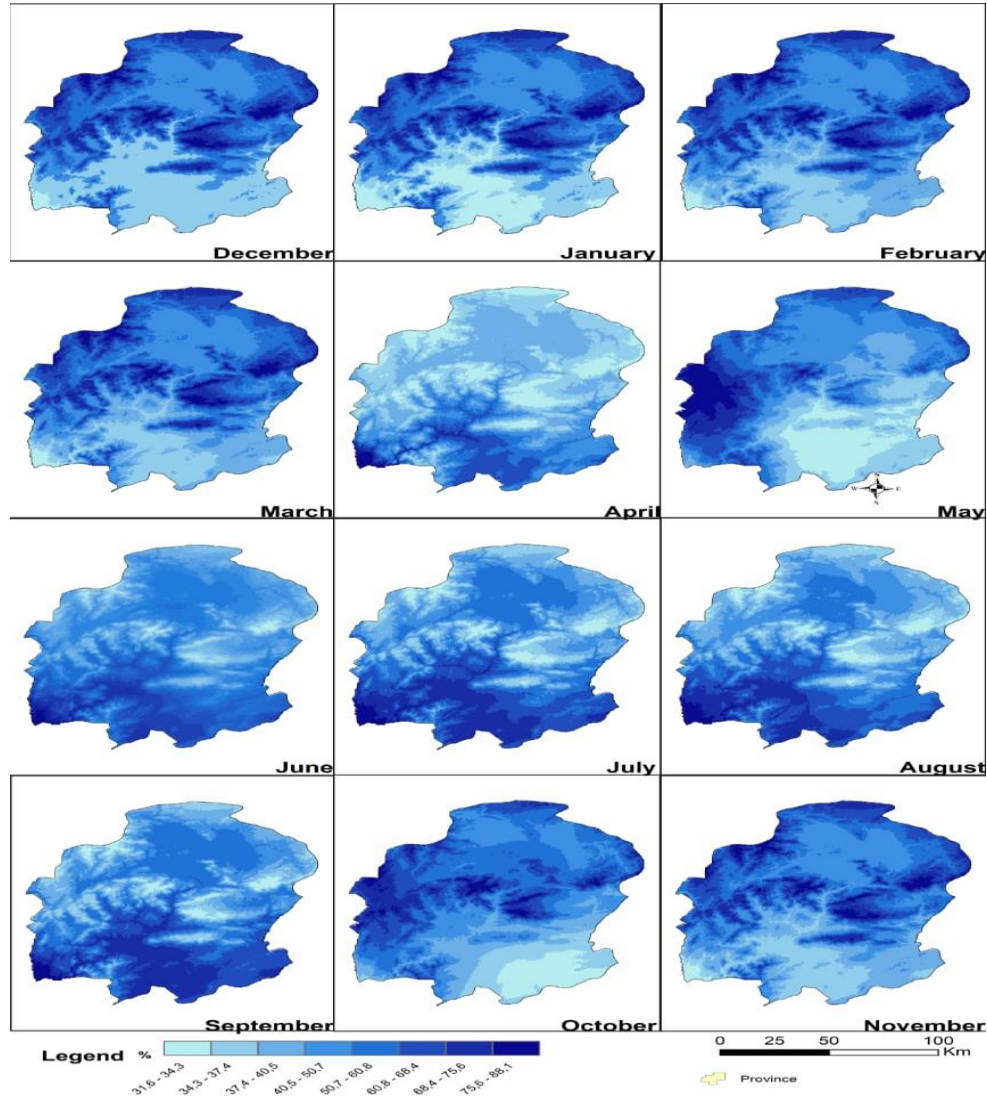 December
January
February
March
April
N
W E
S
May
June
July
August
September
October
November
Legend %
31,6 - 34,3
34,3 - 37,4
37,4 - 40,5
40,5 - 50,7
50,7 - 60,8
60,8 - 68,4
68,4 - 75,6
75,6 - 88,1
0 50 100
Km
Province